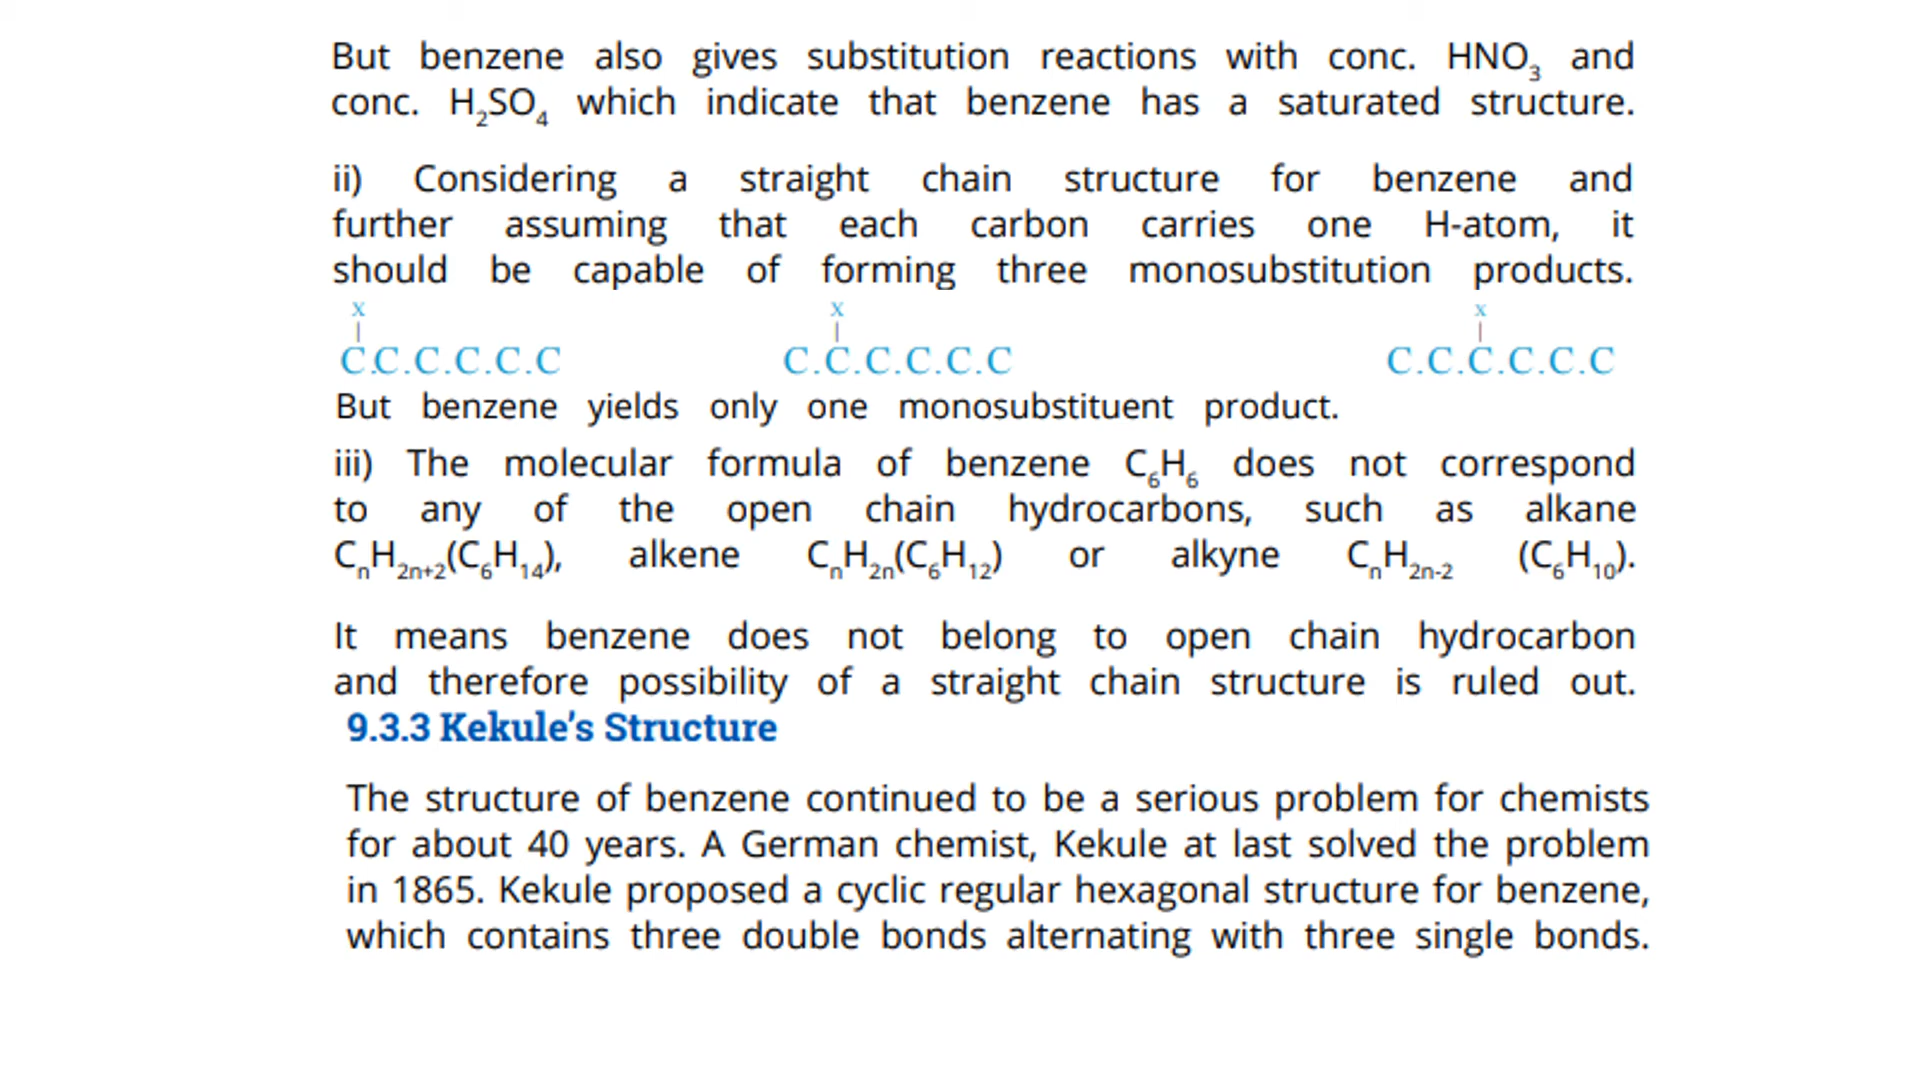 But benzene also gives substitution reactions with conc. HNO₃ and
conc. H₂SO₄ which indicate that benzene has a saturated structure.
ii) Considering a straight chain structure for benzene and
further assuming that each carbon carries one H-atom, it
should be capable of forming three monosubstitution products.
x x x
| | |
C.C.C.C.C.C C.C.C.C.C.C C.C.C.C.C.C
But benzene yields only one monosubstituent product.
iii) The molecular formula of benzene C₆H₆ does not correspond
to any of the open chain hydrocarbons, such as alkane
CₙH₂ₙ₊₂(C₆H₁₄), alkene CₙH₂ₙ(C₆H₁₂) or alkyne CₙH₂ₙ₋₂ (C₆H₁₀).
It means benzene does not belong to open chain hydrocarbon
and therefore possibility of a straight chain structure is ruled out.
9.3.3 Kekule’s Structure
The structure of benzene continued to be a serious problem for chemists
for about 40 years. A German chemist, Kekule at last solved the problem
in 1865. Kekule proposed a cyclic regular hexagonal structure for benzene,
which contains three double bonds alternating with three single bonds.